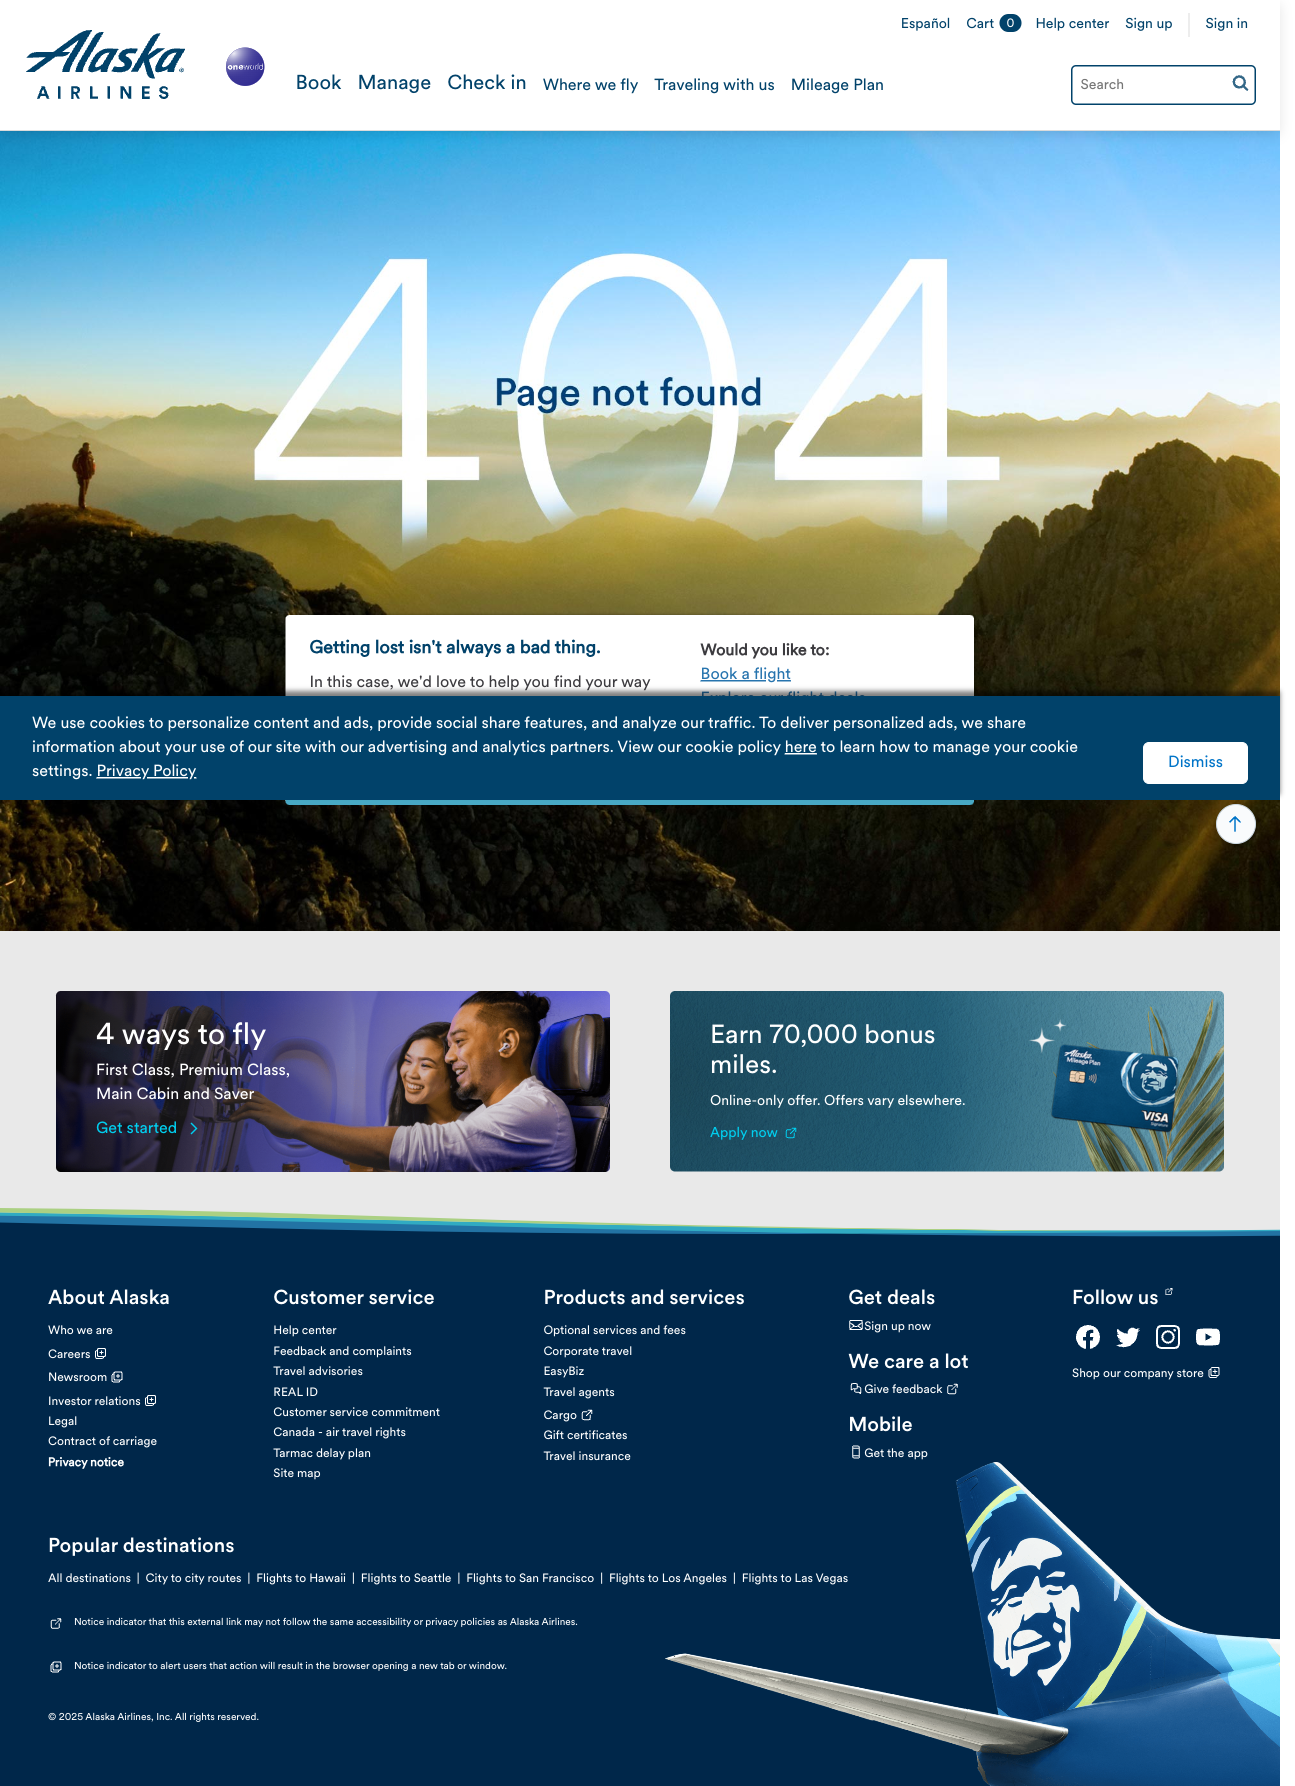 Español Cart 0 Help center Sign up Sign in
Alaska
AIRLINES
oneworld
Book Manage Check in Where we fly Traveling with us Mileage Plan
Search
404
Page not found
Getting lost isn't always a bad thing.
In this case, we'd love to help you find your way
Would you like to:
Book a flight
Explore our flight deals
We use cookies to personalize content and ads, provide social share features, and analyze our traffic. To deliver personalized ads, we share
information about your use of our site with our advertising and analytics partners. View our cookie policy here to learn how to manage your cookie
settings. Privacy Policy
Dismiss
4 ways to fly
First Class, Premium Class,
Main Cabin and Saver
Get started
Earn 70,000 bonus
miles.
Online-only offer. Offers vary elsewhere.
Apply now
Alaska
Mileage Plan
VISA
Signature
About Alaska
Who we are
Careers
Newsroom
Investor relations
Legal
Contract of carriage
Privacy notice
Customer service
Help center
Feedback and complaints
Travel advisories
REAL ID
Customer service commitment
Canada - air travel rights
Tarmac delay plan
Site map
Products and services
Optional services and fees
Corporate travel
EasyBiz
Travel agents
Cargo
Gift certificates
Travel insurance
Get deals
Sign up now
We care a lot
Give feedback
Mobile
Get the app
Follow us
Shop our company store
Popular destinations
All destinations | City to city routes | Flights to Hawaii | Flights to Seattle | Flights to San Francisco | Flights to Los Angeles | Flights to Las Vegas
Notice indicator that this external link may not follow the same accessibility or privacy policies as Alaska Airlines.
Notice indicator to alert users that action will result in the browser opening a new tab or window.
© 2025 Alaska Airlines, Inc. All rights reserved.